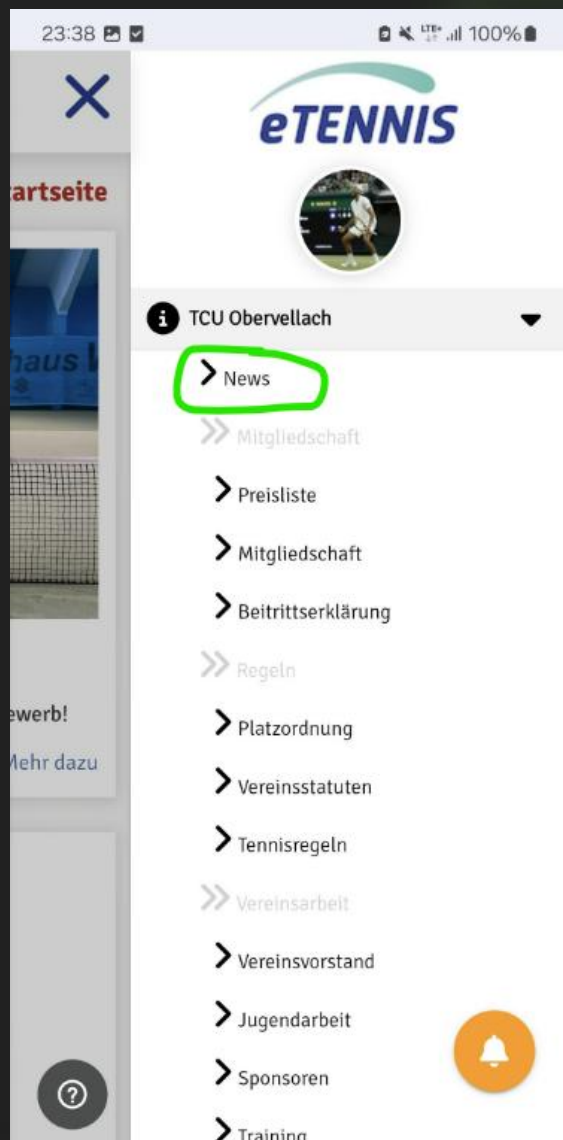 23:38
LTE+ 100%
eTENNIS
artseite
TCU Obervellach
haus
News
Mitgliedschaft
Preisliste
Mitgliedschaft
Beitrittserklärung
Regeln
ewerb!
Platzordnung
Mehr dazu
Vereinsstatuten
Tennisregeln
Vereinsarbeit
Vereinsvorstand
Jugendarbeit
Sponsoren
Training